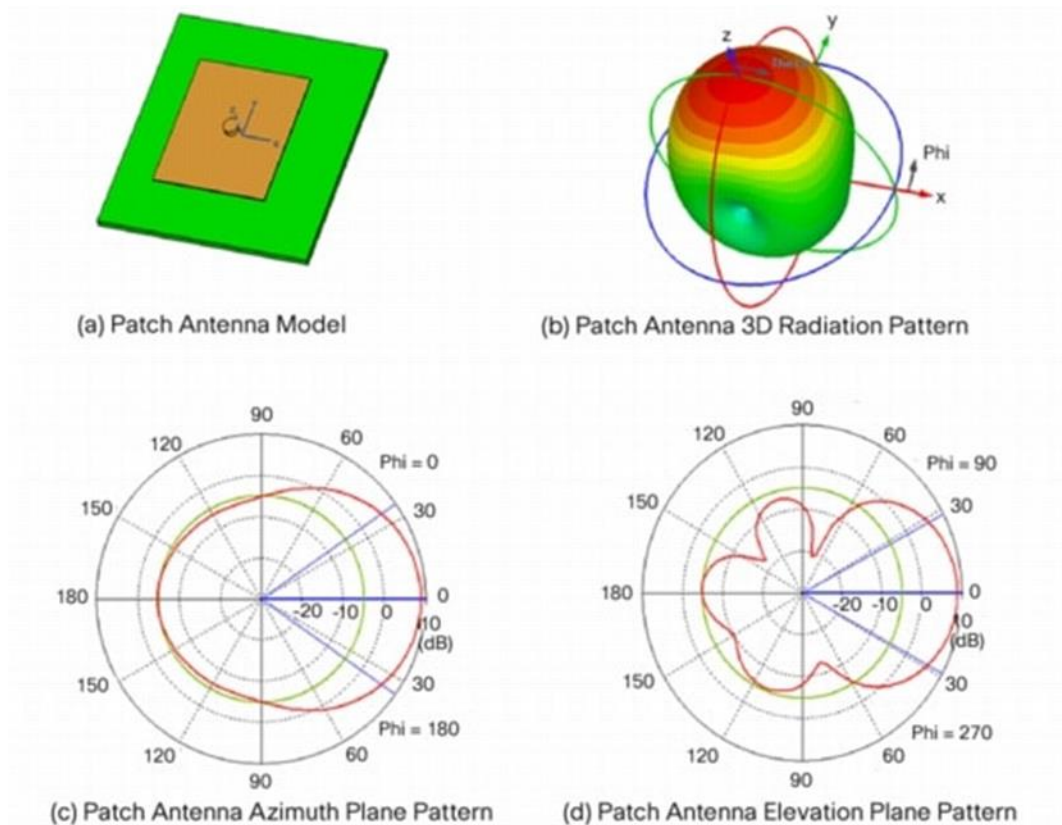 z
y
Phi
x
(a) Patch Antenna Model
(b) Patch Antenna 3D Radiation Pattern
90
120
60
Phi = 0
150
30
180
-20 -10 0
0
10
(dB)
150
30
Phi = 180
120
60
90
(c) Patch Antenna Azimuth Plane Pattern
90
120
60
Phi = 90
150
30
180
-20 -10 0
0
10
(dB)
150
30
Phi = 270
120
60
90
(d) Patch Antenna Elevation Plane Pattern